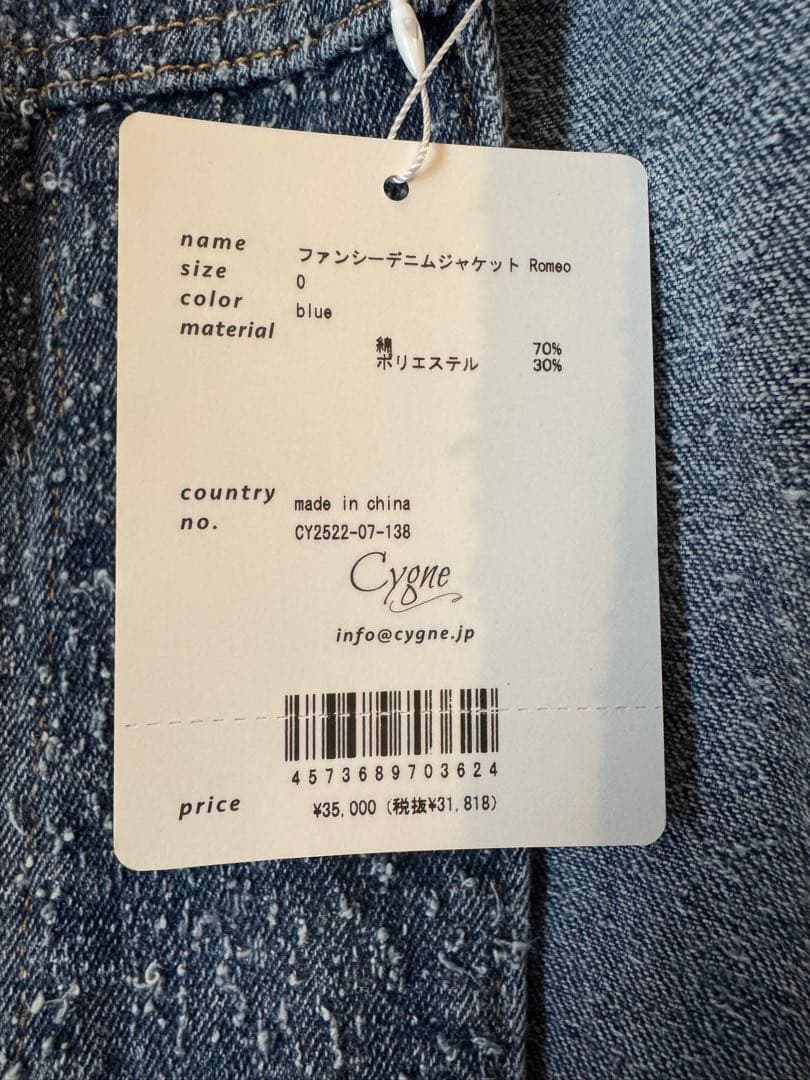 name ファンシーデニムジャケット Romeo
size 0
color blue
material
綿 70%
ポリエステル 30%
country made in china
no. CY2522-07-138
Cygne
info@cygne.jp
4573689703624
price ¥35,000 (税抜¥31,818)